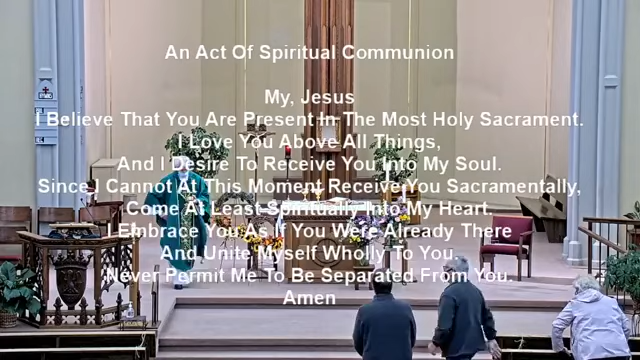 An Act Of Spiritual Communion
My, Jesus
I Believe That You Are Present In The Most Holy Sacrament.
I Love You Above All Things,
And I Desire To Receive You Into My Soul.
Since I Cannot At This Moment Receive You Sacramentally,
Come At Least Spiritually Into My Heart.
I Embrace You As If You Were Already There
And Unite Myself Wholly To You.
Never Permit Me To Be Separated From You.
Amen